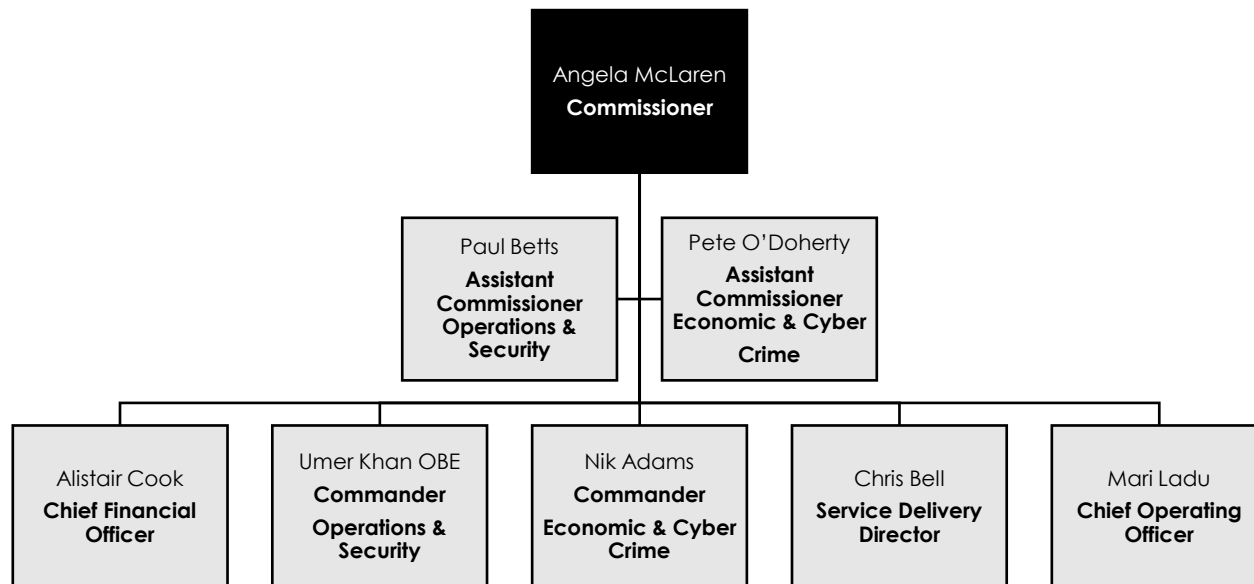 Angela McLaren
Commissioner
Paul Betts
Assistant
Commissioner
Operations &
Security
Pete O’Doherty
Assistant
Commissioner
Economic & Cyber
Crime
Alistair Cook
Chief Financial
Officer
Umer Khan OBE
Commander
Operations &
Security
Nik Adams
Commander
Economic & Cyber
Crime
Chris Bell
Service Delivery
Director
Mari Ladu
Chief Operating
Officer